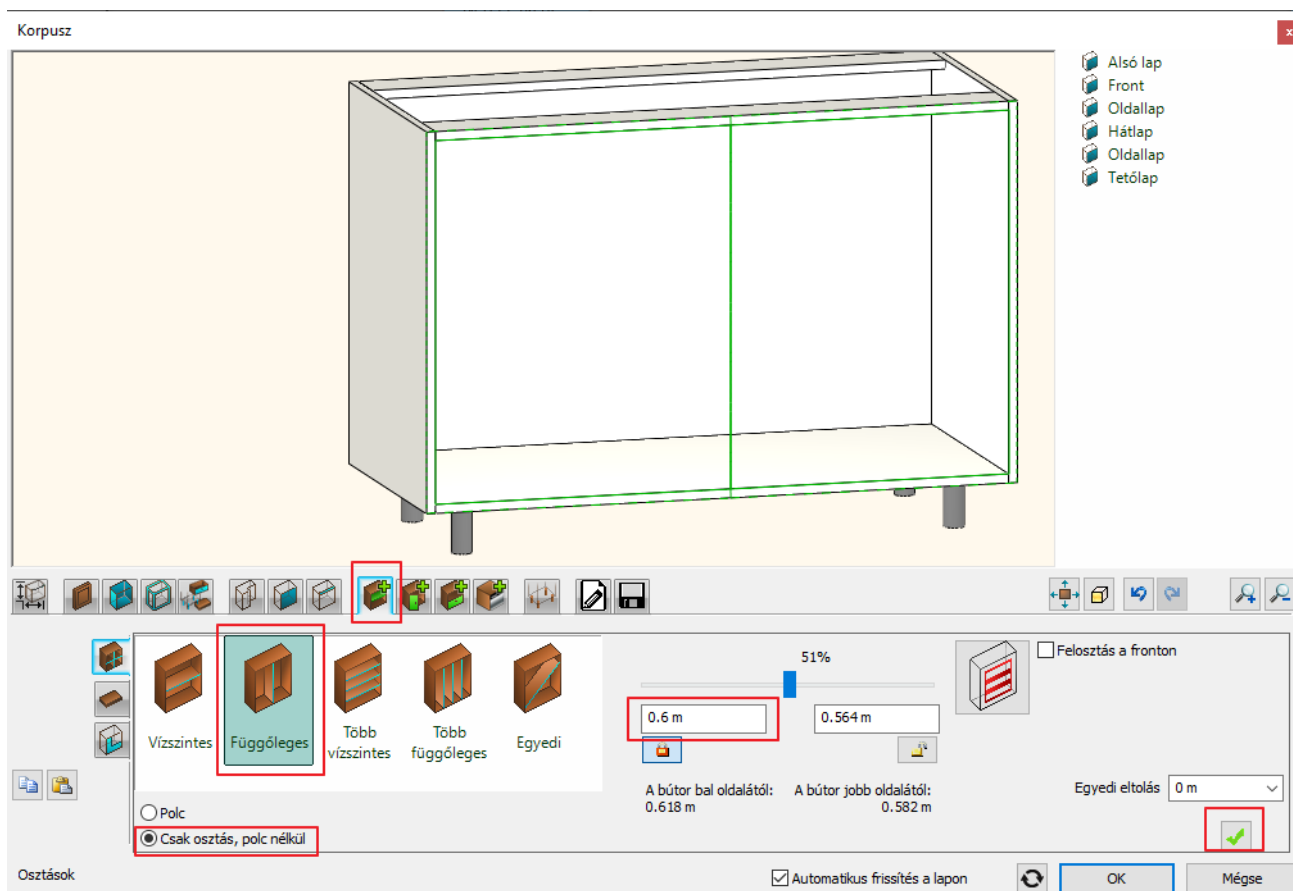 Korpusz
x
Alsó lap
Front
Oldallap
Hátlap
Oldallap
Tetőlap
Vízszintes
Függőleges
Több
vízszintes
Több
függőleges
Egyedi
Polc
Csak osztás, polc nélkül
51%
0.6 m
0.564 m
A bútor bal oldalától:
0.618 m
A bútor jobb oldalától:
0.582 m
Felosztás a fronton
Egyedi eltolás
0 m
Osztások
Automatikus frissítés a lapon
OK
Mégse